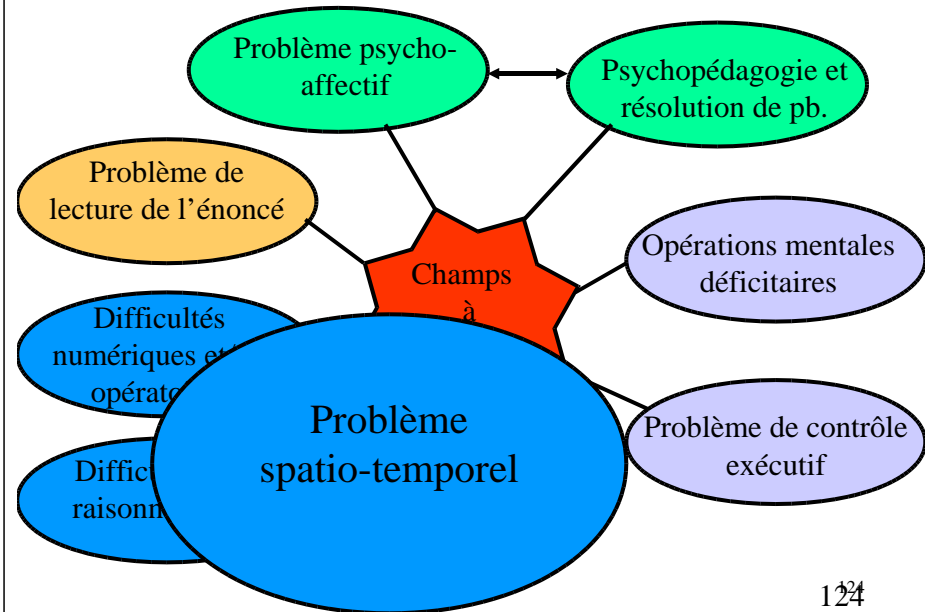 Problème psycho-
affectif
Psychopédagogie et
résolution de pb.
Problème de
lecture de l’énoncé
Opérations mentales
déficitaires
Champs
à
Difficultés
numériques et
opérato
Problème
spatio-temporel
Problème de contrôle
exécutif
Diffic
raisonn
124
124